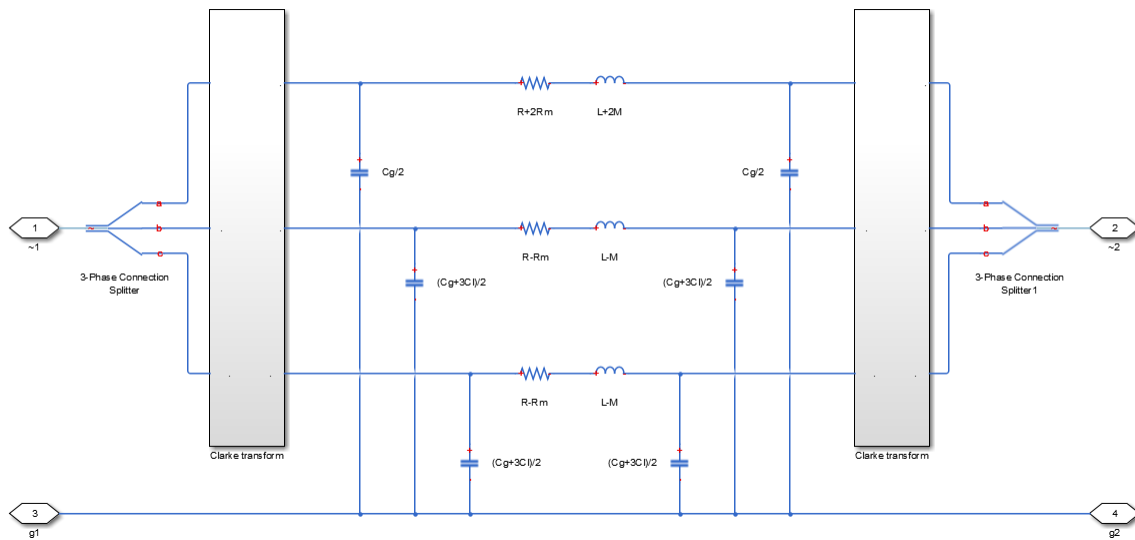 R+2Rm
L+2M
Cg/2
Cg/2
a
a
1
~
b
b
~
2
~1
~2
c
c
R-Rm
L-M
3-Phase Connection
Splitter
3-Phase Connection
Splitter1
(Cg+3Cl)/2
(Cg+3Cl)/2
R-Rm
L-M
Clarke transform
Clarke transform
(Cg+3Cl)/2
(Cg+3Cl)/2
3
4
g1
g2